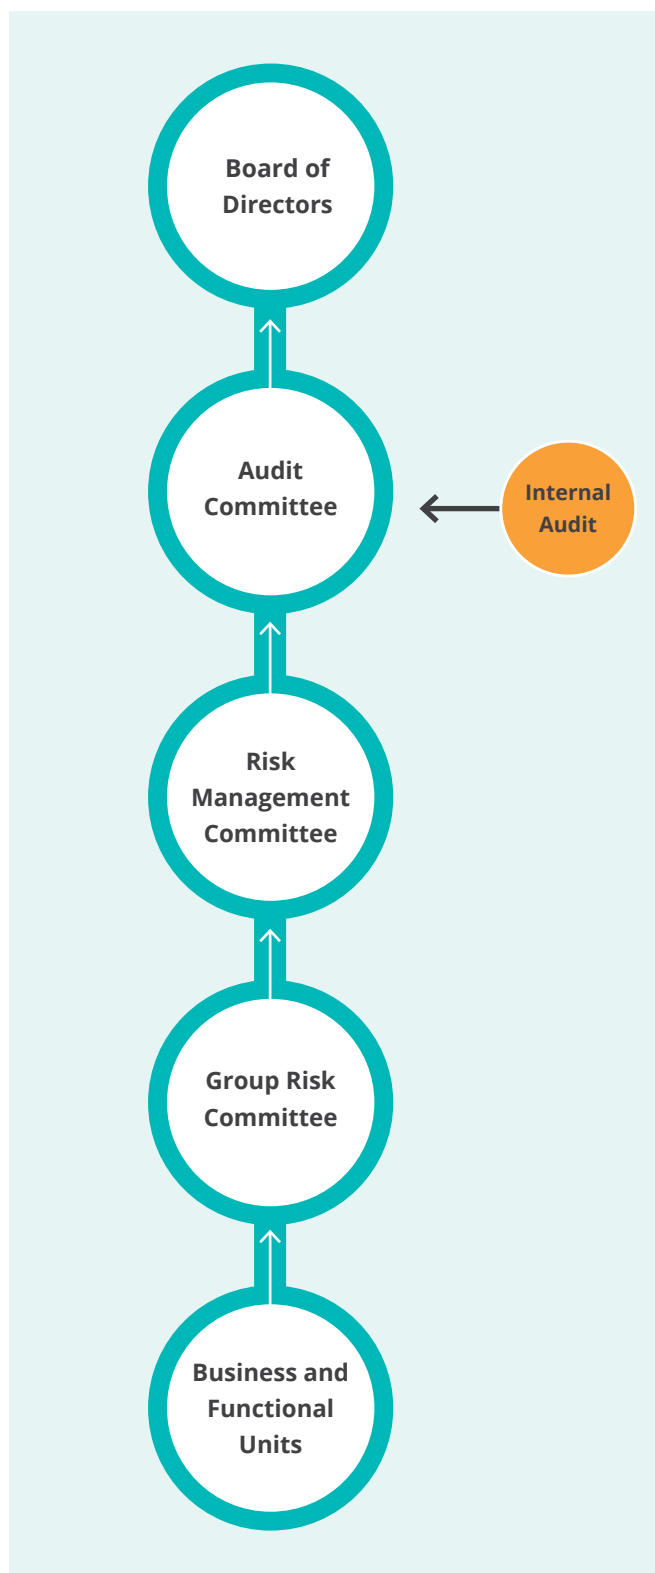 Board of
Directors
Audit
Committee
Internal
Audit
Risk
Management
Committee
Group Risk
Committee
Business and
Functional
Units